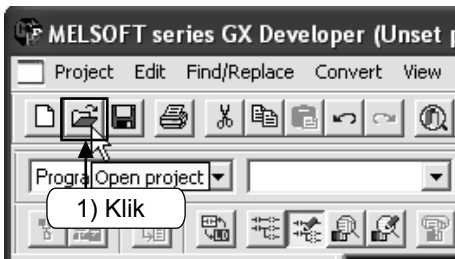 MELSOFT series GX Developer (Unset
Project Edit Find/Replace Convert View
Progra Open project
1) Klik